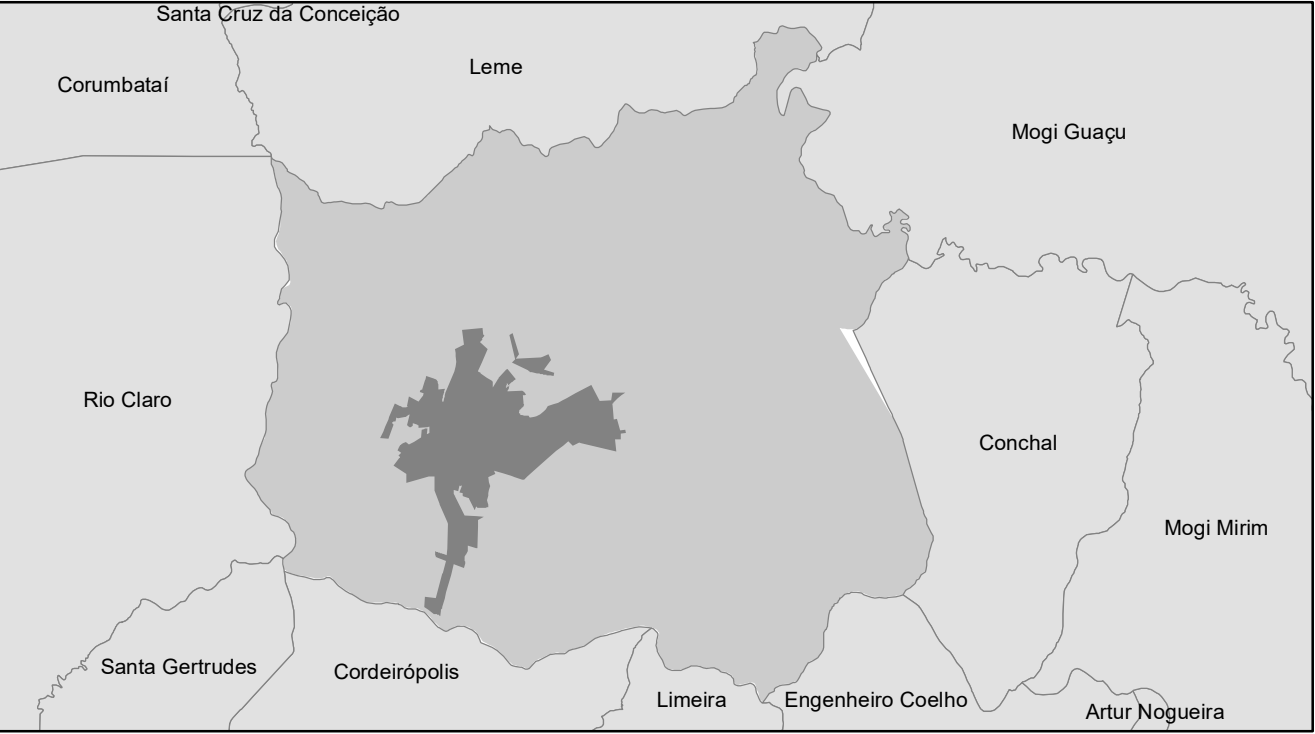 Santa Cruz da Conceição
Leme
Corumbataí
Mogi Guaçu
Rio Claro
Conchal
Mogi Mirim
Santa Gertrudes
Cordeirópolis
Limeira
Engenheiro Coelho
Artur Nogueira